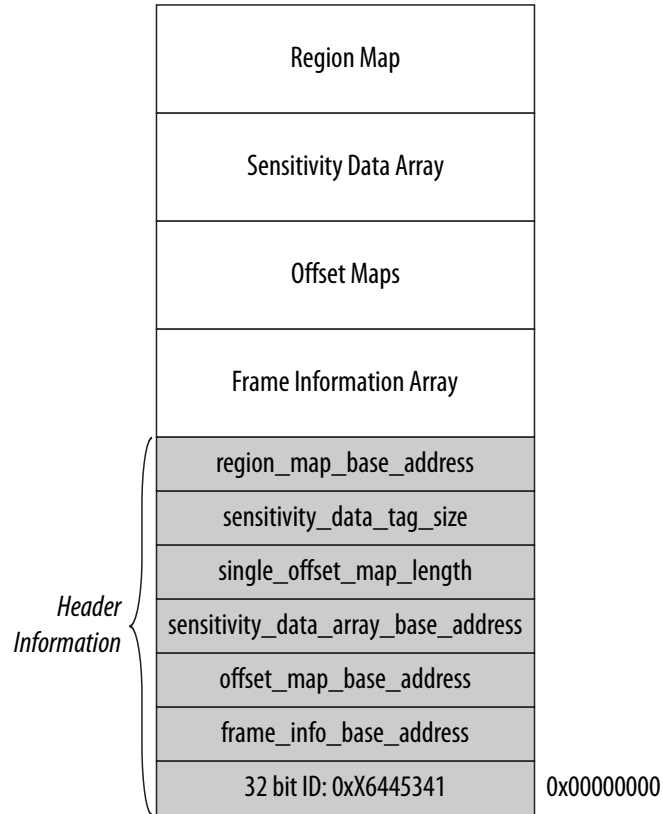 Region Map
Sensitivity Data Array
Offset Maps
Frame Information Array
region_map_base_address
sensitivity_data_tag_size
single_offset_map_length
Header
Information
sensitivity_data_array_base_address
offset_map_base_address
frame_info_base_address
32 bit ID: 0xX6445341 0x00000000